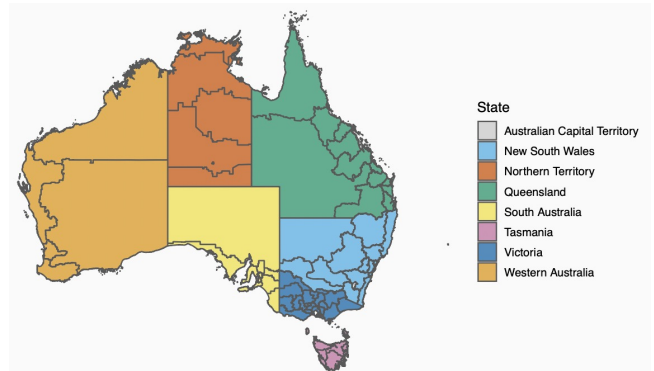 State
Australian Capital Territory
New South Wales
Northern Territory
Queensland
South Australia
Tasmania
Victoria
Western Australia